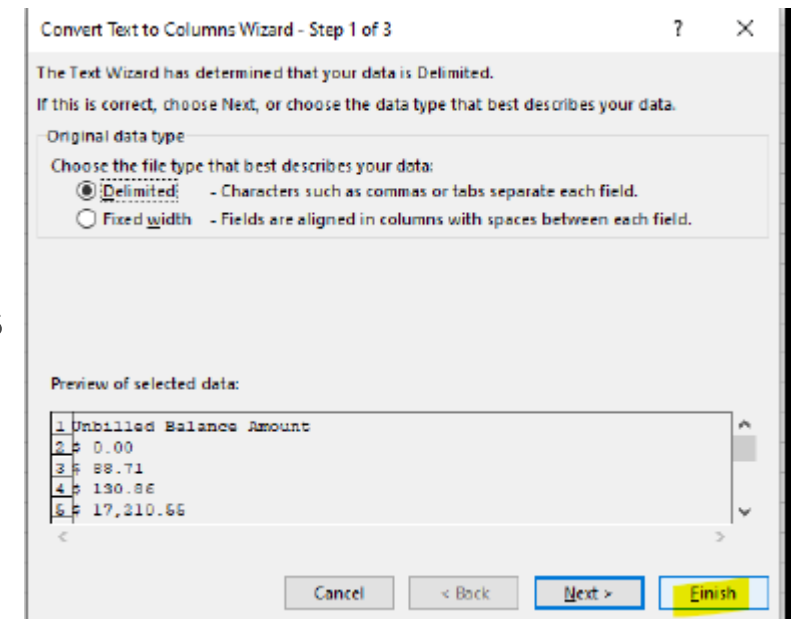 Convert Text to Columns Wizard - Step 1 of 3 ? ✕
The Text Wizard has determined that your data is Delimited.
If this is correct, choose Next, or choose the data type that best describes your data.
Original data type
Choose the file type that best describes your data:
Delimited - Characters such as commas or tabs separate each field.
Fixed width - Fields are aligned in columns with spaces between each field.
Preview of selected data:
1 Unbilled Balance Amount
2 $ 0.00
3 $ 88.71
4 $ 130.86
5 $ 17,210.55
Cancel < Back Next > Finish